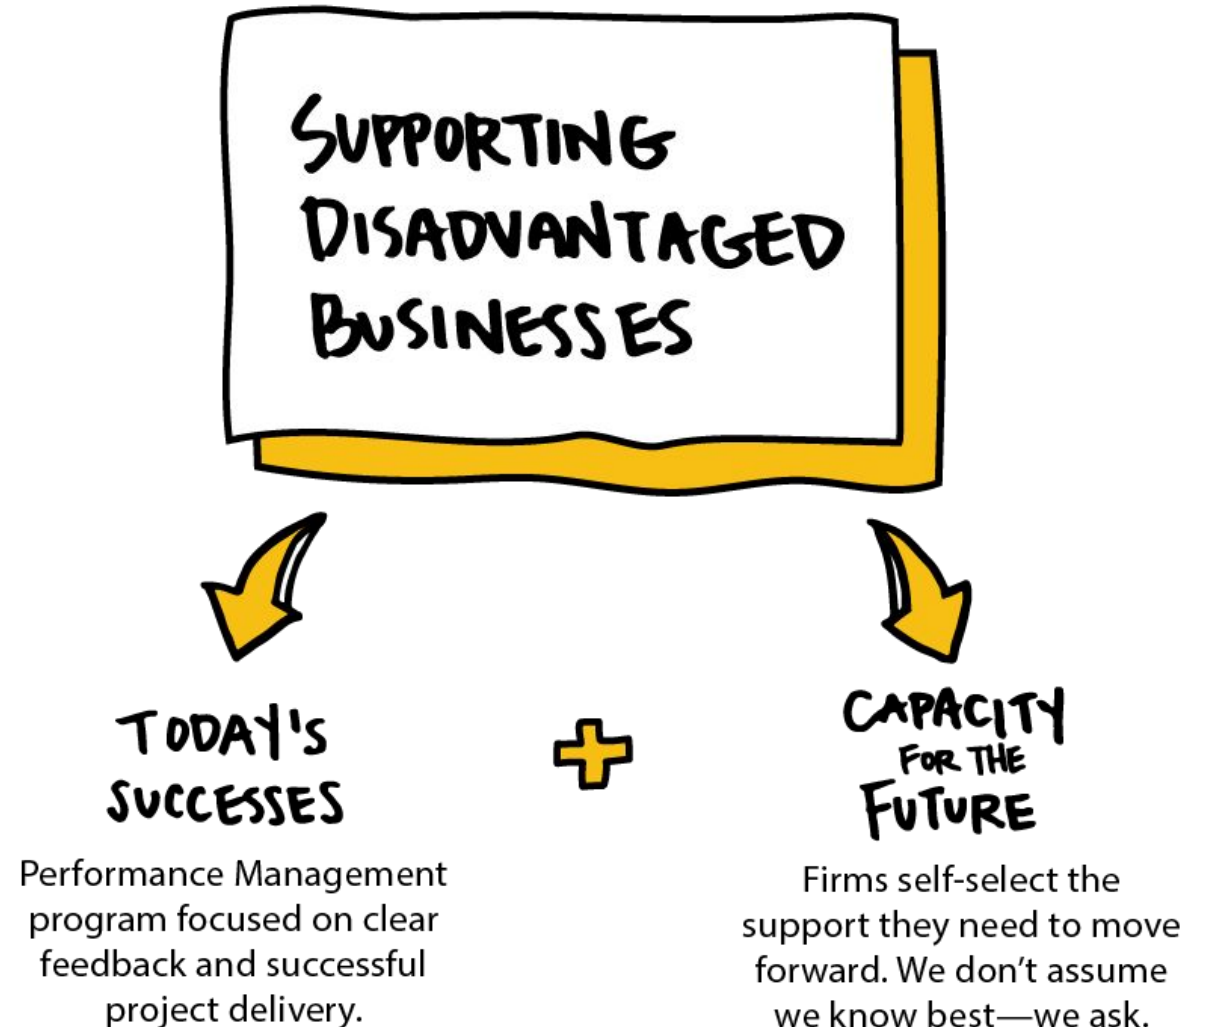 SUPPORTING
DISADVANTAGED
BUSINESSES
TODAY'S
SUCCESSES
Performance Management
program focused on clear
feedback and successful
project delivery.
CAPACITY
FOR THE
FUTURE
Firms self-select the
support they need to move
forward. We don’t assume
we know best—we ask.